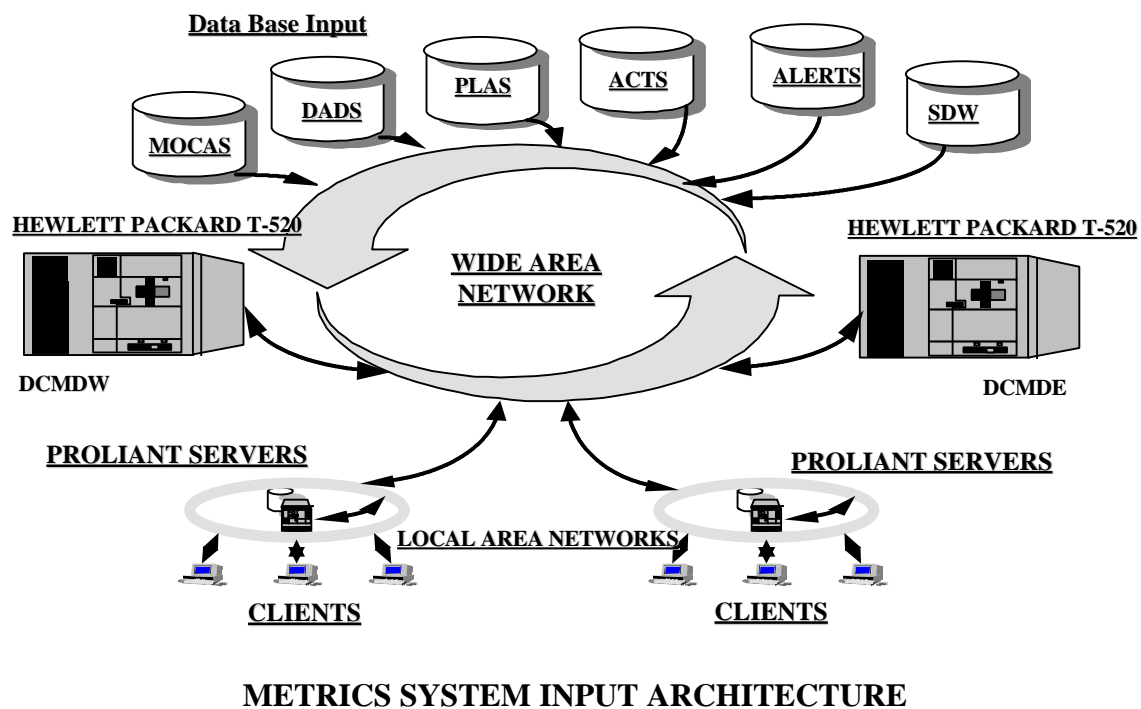 Data Base Input
MOCAS
DADS
PLAS
ACTS
ALERTS
SDW
HEWLETT PACKARD T-520
HEWLETT PACKARD T-520
WIDE AREA
NETWORK
DCMDW
DCMDE
PROLIANT SERVERS
PROLIANT SERVERS
LOCAL AREA NETWORKS
CLIENTS
CLIENTS
METRICS SYSTEM INPUT ARCHITECTURE